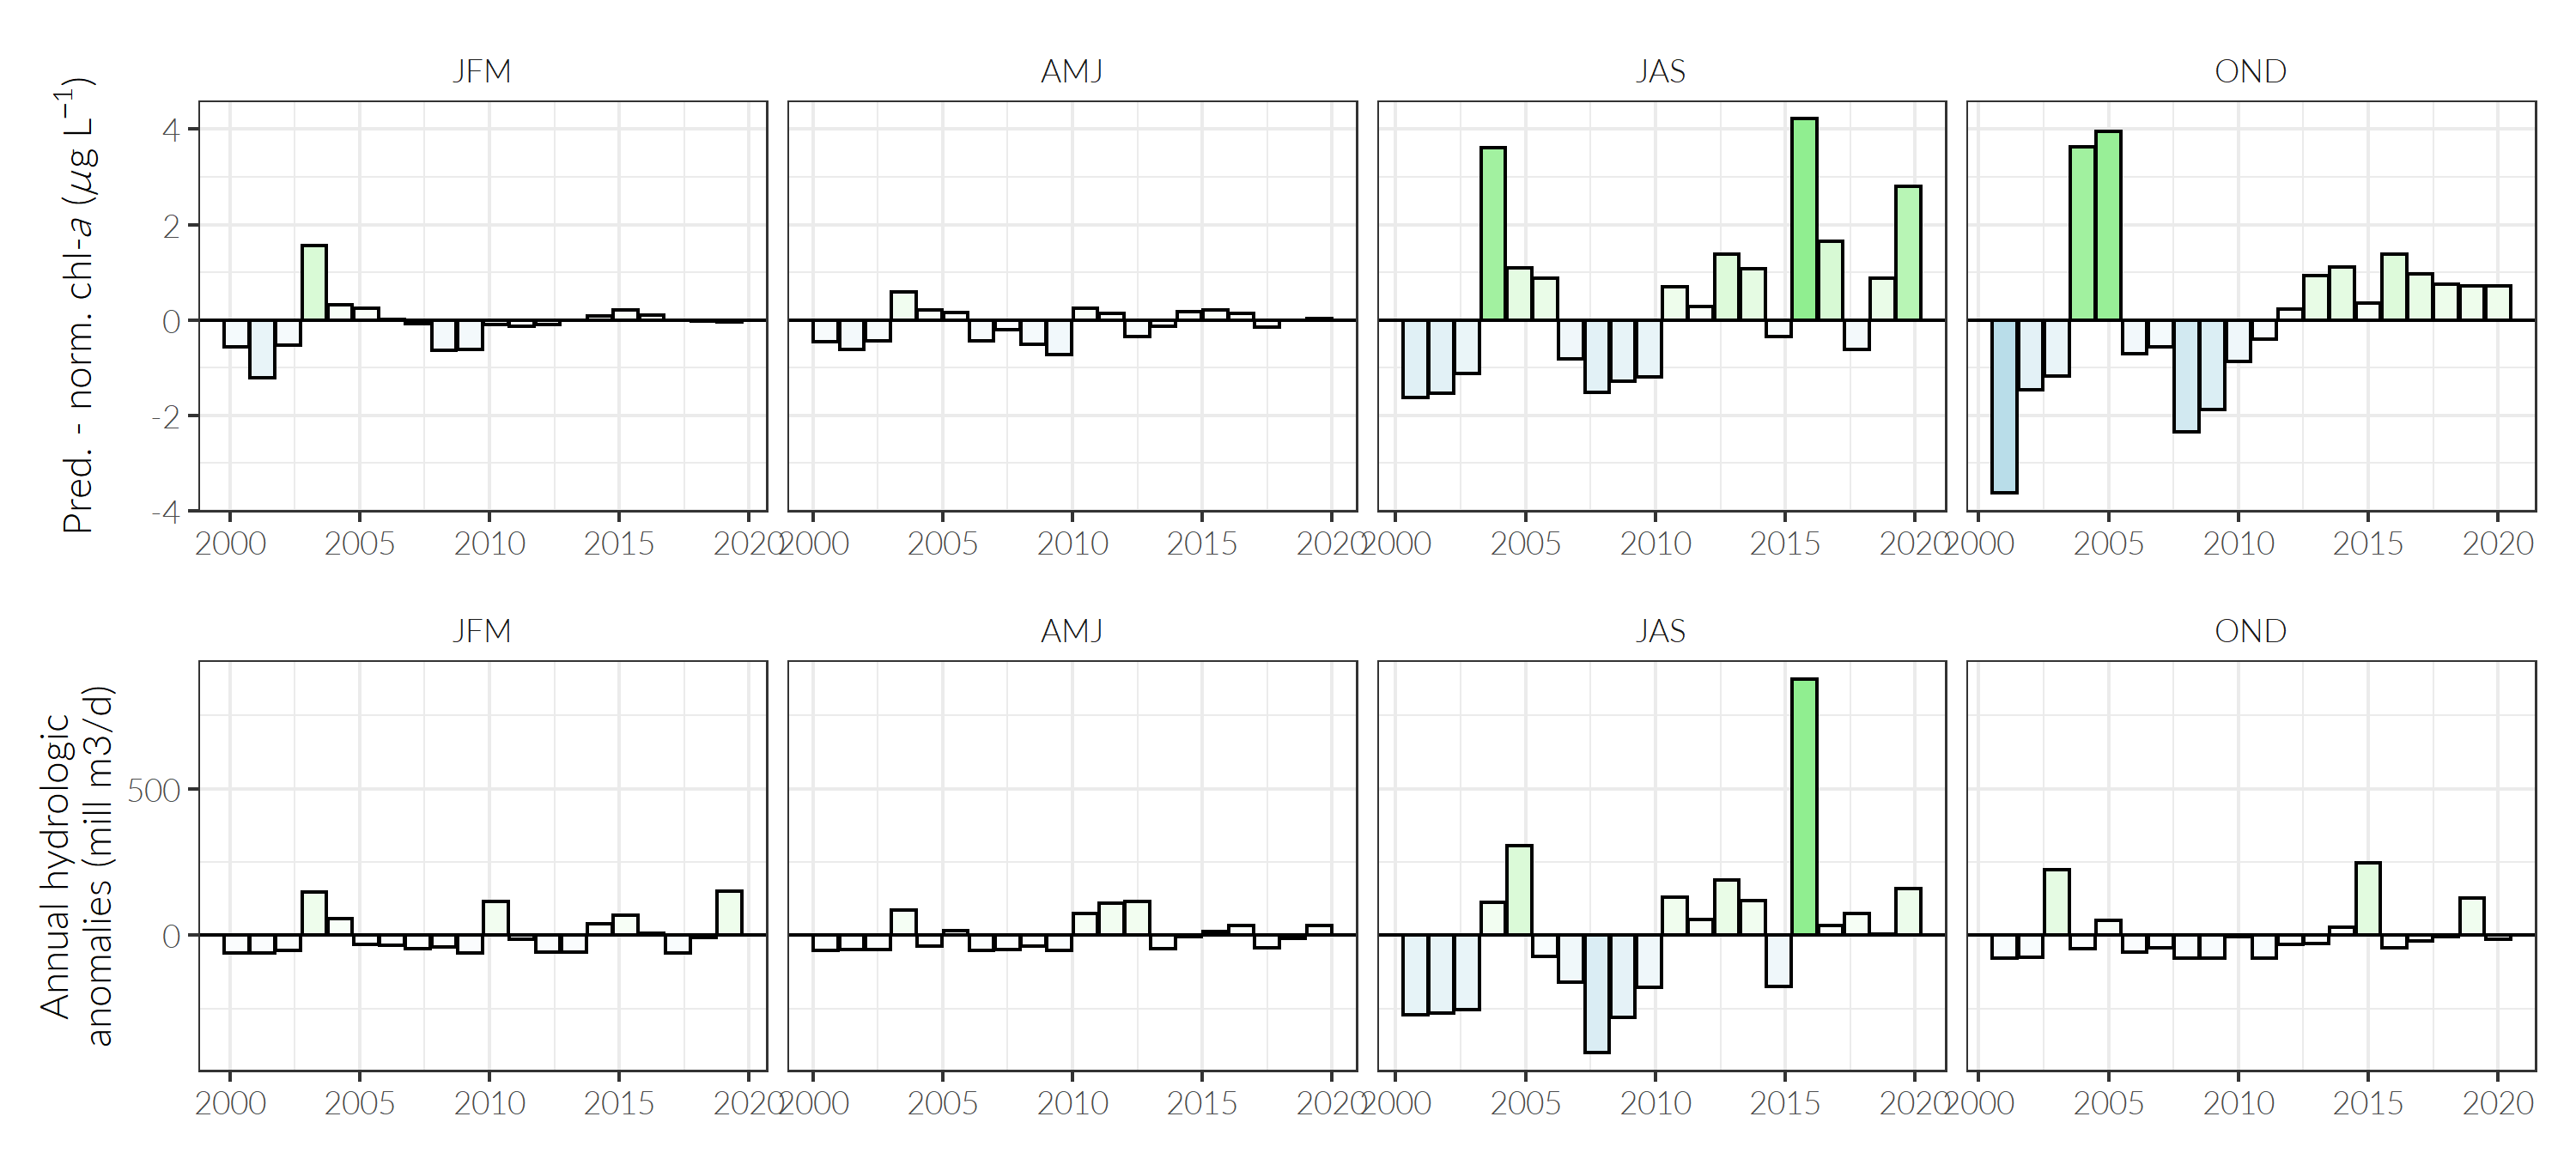 JFM AMJ JAS OND
Pred. - norm. chl-a (μg L⁻¹)
4
2
0
-2
-4
2000 2005 2010 2015 2020 2000 2005 2010 2015 2020 2000 2005 2010 2015 2020 2000 2005 2010 2015 2020
JFM AMJ JAS OND
Annual hydrologic
anomalies (mill m3/d)
500
0
2000 2005 2010 2015 2020 2000 2005 2010 2015 2020 2000 2005 2010 2015 2020 2000 2005 2010 2015 2020